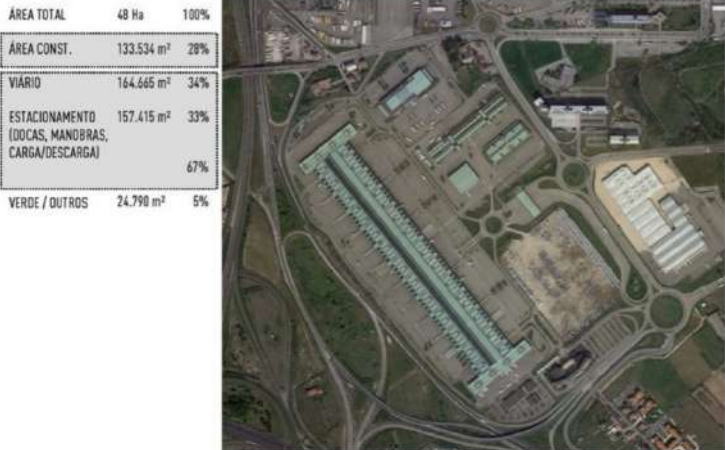 ÁREA TOTAL 48 Ha 100%
ÁREA CONST. 133.534 m² 28%
VIÁRIO 164.665 m² 34%
ESTACIONAMENTO 157.415 m² 33%
(DOCAS, MANOBRAS,
CARGA/DESCARGA)
67%
VERDE / OUTROS 24.790 m² 5%